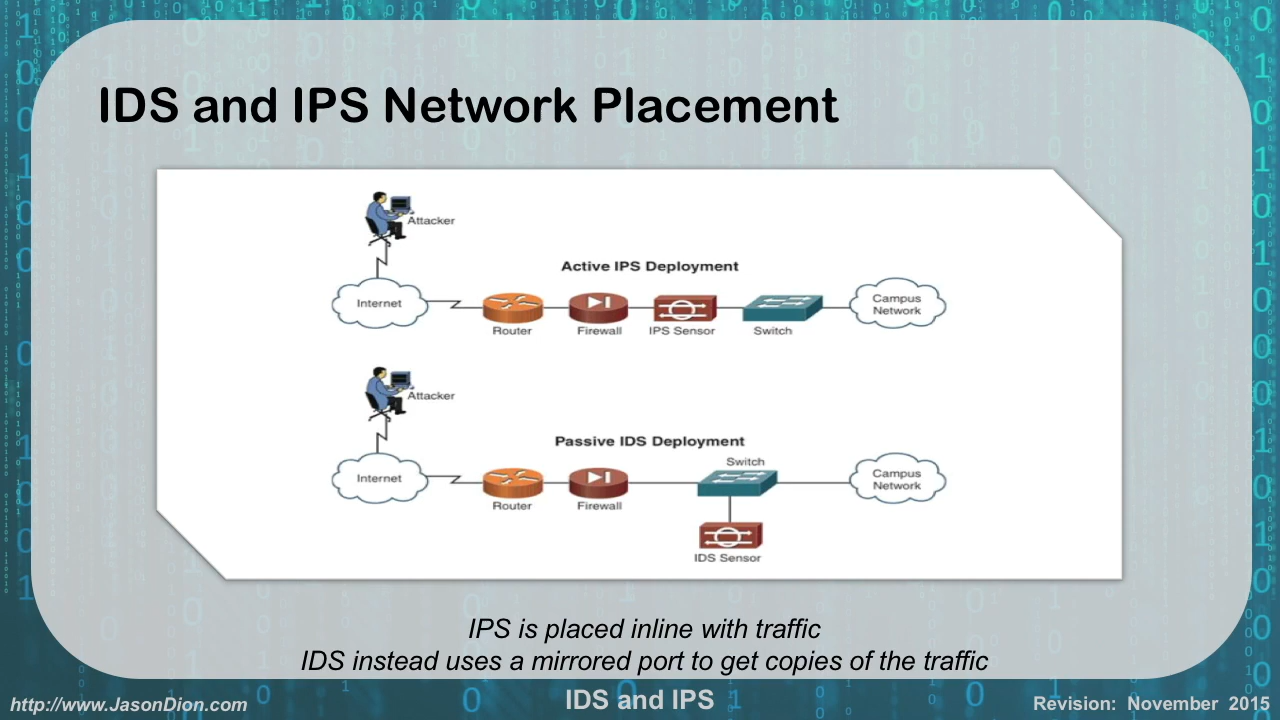 IDS and IPS Network Placement
Attacker
Active IPS Deployment
Internet
Router
Firewall
IPS Sensor
Switch
Campus
Network
Attacker
Passive IDS Deployment
Internet
Router
Firewall
Switch
Campus
Network
IDS Sensor
IPS is placed inline with traffic
IDS instead uses a mirrored port to get copies of the traffic
http://www.JasonDion.com
IDS and IPS
Revision: November 2015